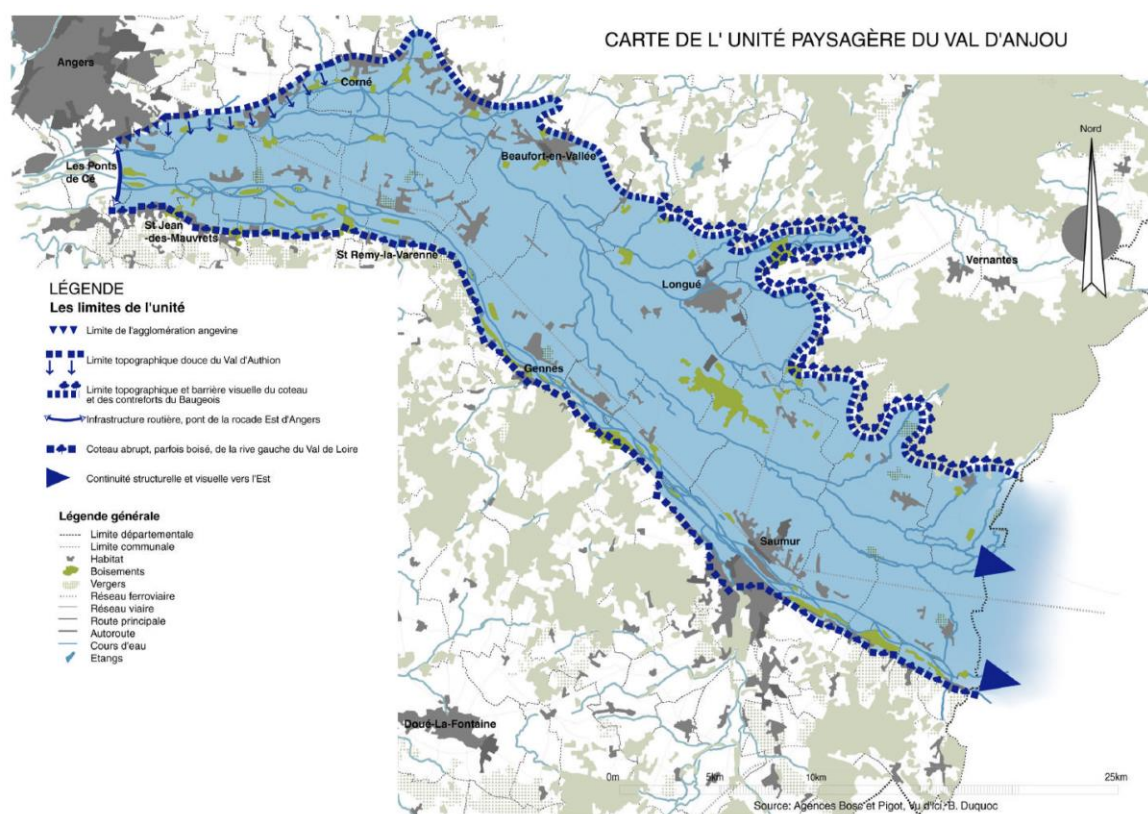 CARTE DE L' UNITÉ PAYSAGÈRE DU VAL D'ANJOU
Angers
Corné
Nord
Beaufort-en-Vallée
Les Ponts
de Cé
St Jean
-des-Mauvrets
St Remy-la-Varenne
Vernantes
Longué
Gennes
Saumur
Doué-La-Fontaine
LÉGENDE
Les limites de l'unité
Limite de l'agglomération angevine
Limite topographique douce du Val d'Authion
Limite topographique et barrière visuelle du coteau
et des contreforts du Baugeois
Infrastructure routière, pont de la rocade Est d'Angers
Coteau abrupt, parfois boisé, de la rive gauche du Val de Loire
Continuité structurelle et visuelle vers l'Est
Légende générale
Limite départementale
Limite communale
Habitat
Boisements
Vergers
Réseau ferroviaire
Réseau viaire
Route principale
Autoroute
Cours d'eau
Etangs
0m 5km 10km 25km
Source: Agences Bosc et Pigot, Vu d'ici, B. Duquoc